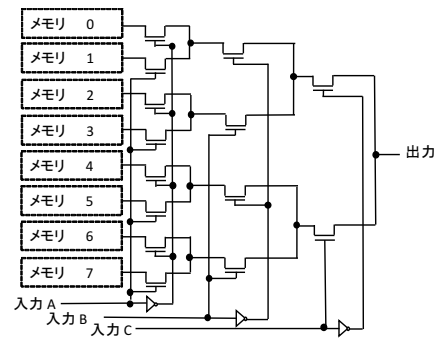 メモリ 0
メモリ 1
メモリ 2
メモリ 3
メモリ 4
メモリ 5
メモリ 6
メモリ 7
出力
入力 A
入力 B
入力 C